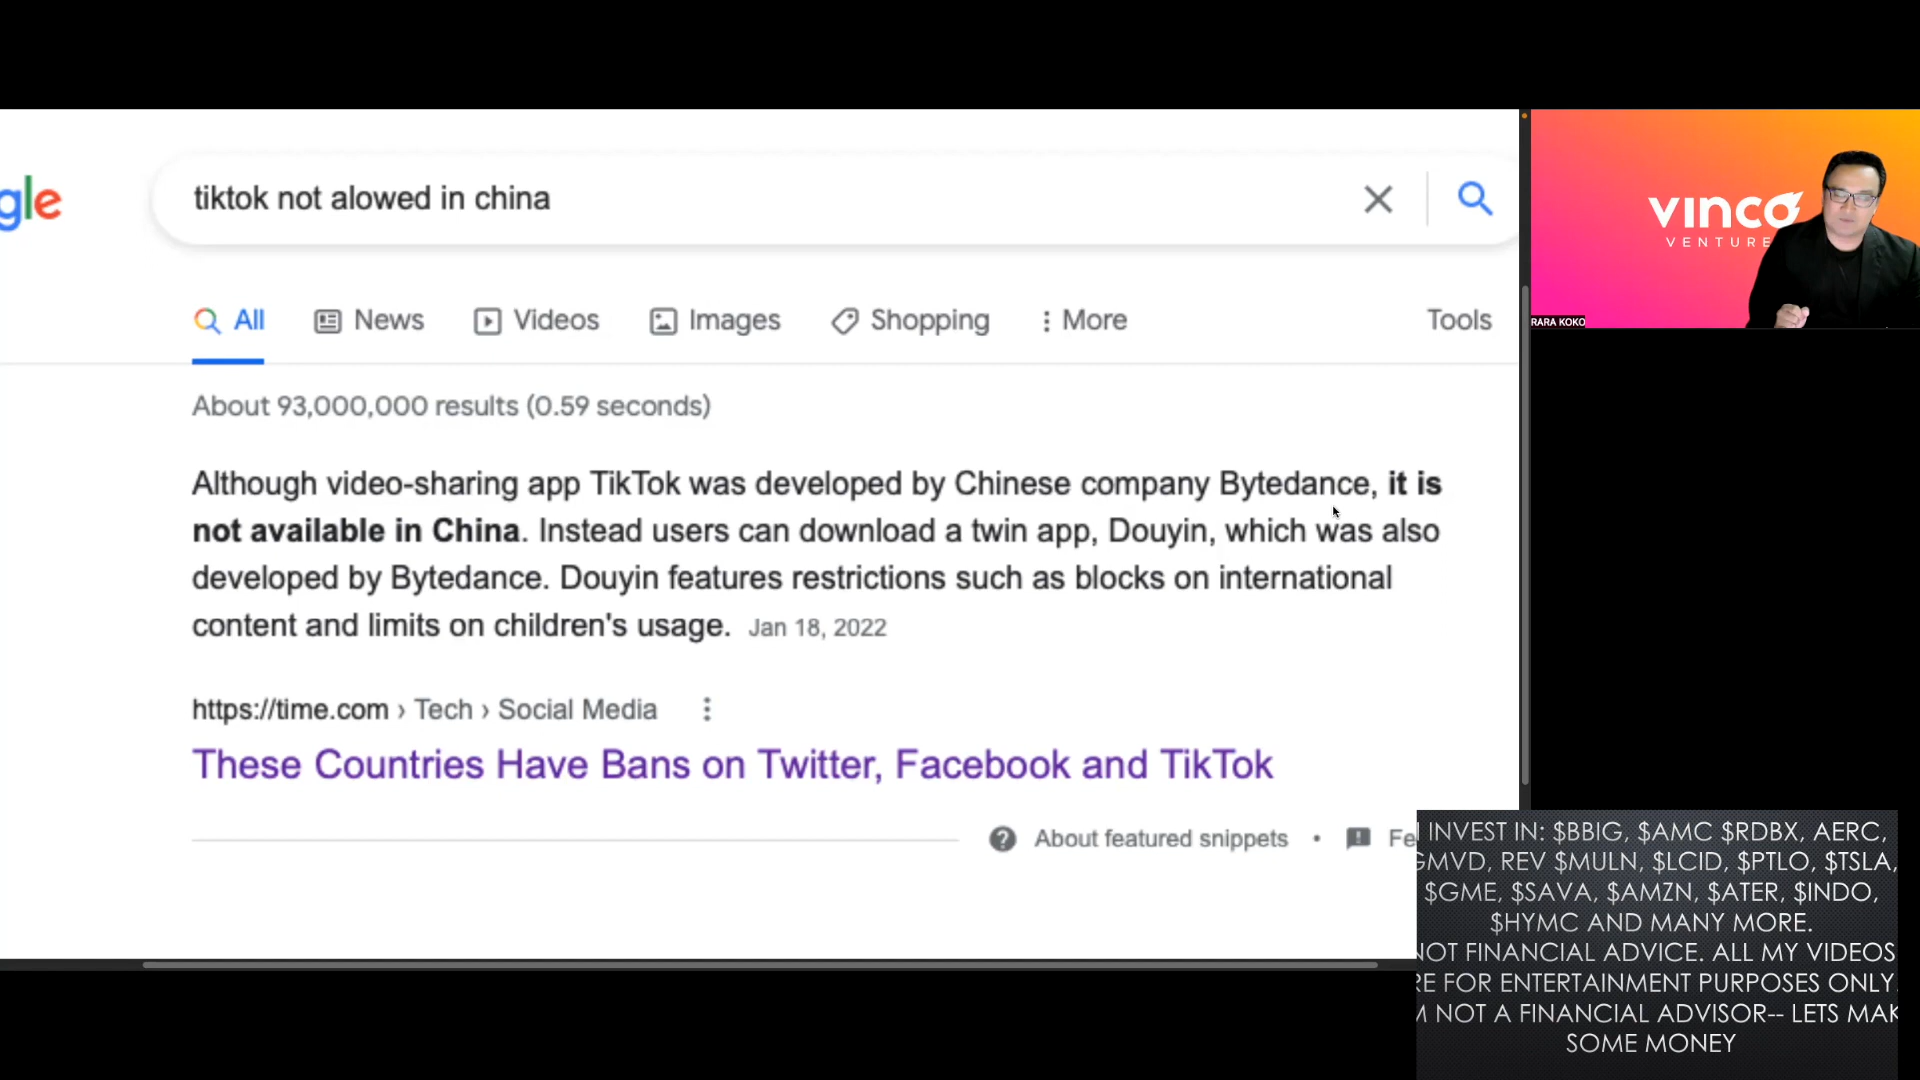 gle
tiktok not alowed in china
All News Videos Images Shopping More Tools
About 93,000,000 results (0.59 seconds)
Although video-sharing app TikTok was developed by Chinese company Bytedance, it is
not available in China. Instead users can download a twin app, Douyin, which was also
developed by Bytedance. Douyin features restrictions such as blocks on international
content and limits on children's usage. Jan 18, 2022
https://time.com › Tech › Social Media
These Countries Have Bans on Twitter, Facebook and TikTok
About featured snippets • Fe
vinco
VENTURE
RARA KOKO
INVEST IN: $BBIG, $AMC $RDBX, AERC,
GMVD, REV $MULN, $LCID, $PTLO, $TSLA,
$GME, $SAVA, $AMZN, $ATER, $INDO,
$HYMC AND MANY MORE.
NOT FINANCIAL ADVICE. ALL MY VIDEOS
RE FOR ENTERTAINMENT PURPOSES ONLY.
M NOT A FINANCIAL ADVISOR-- LETS MAK
SOME MONEY